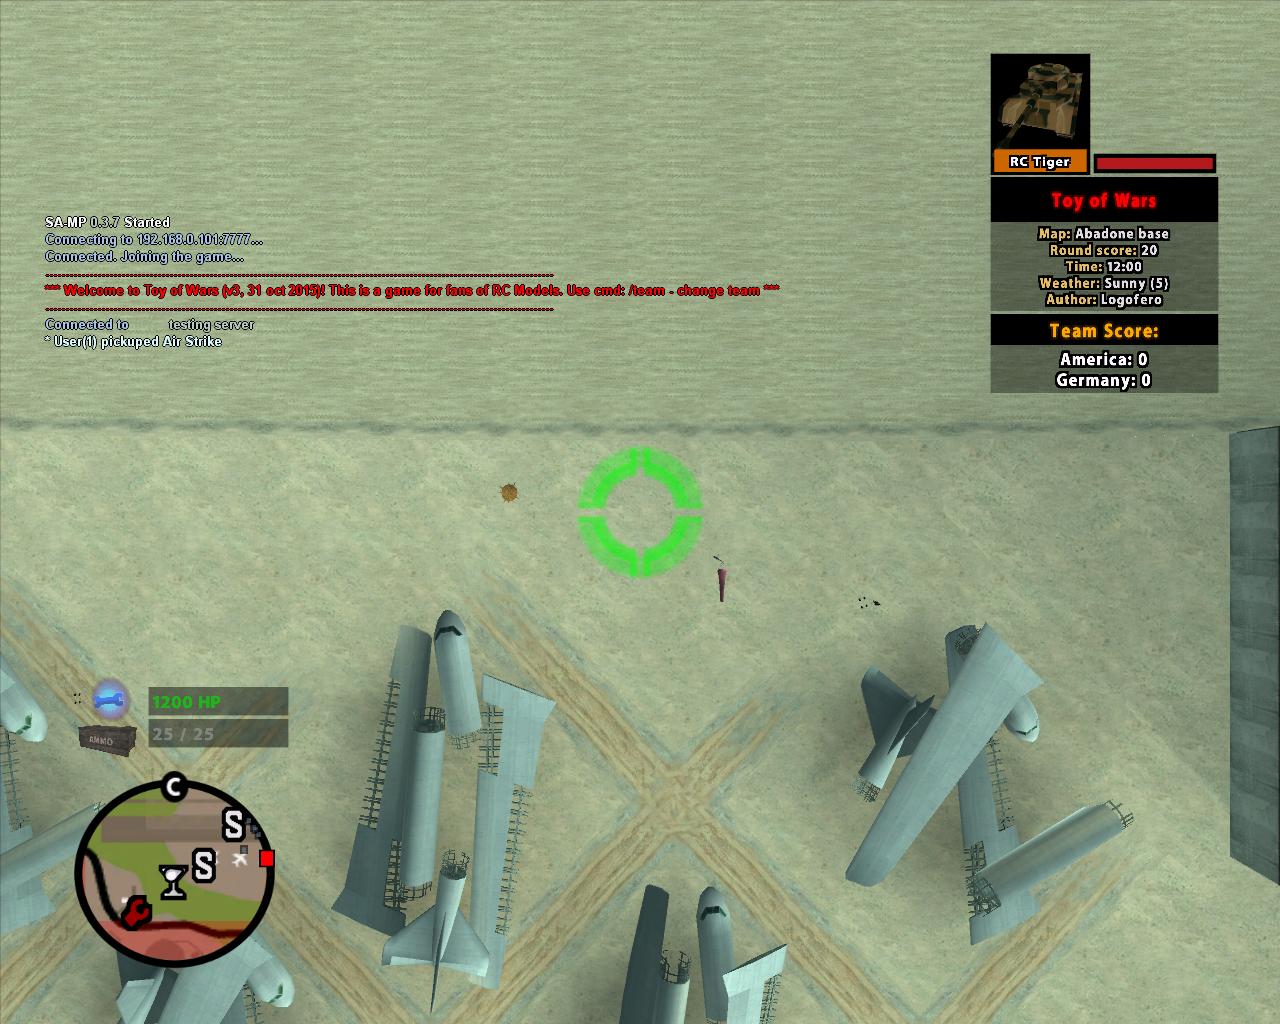 SA-MP 0.3.7 Started
Connecting to 192.168.0.101:7777...
Connected. Joining the game...
*** Welcome to Toy of Wars (v3, 31 oct 2015)! This is a game for fans of RC Models. Use cmd: /team - change team ***
Connected to testing server
* User(1) pickuped Air Strike
RC Tiger
Toy of Wars
Map: Abadone base
Round score: 20
Time: 12:00
Weather: Sunny (5)
Author: Logofero
Team Score:
America: 0
Germany: 0
1200 HP
AMMO
25 / 25
C
S
S